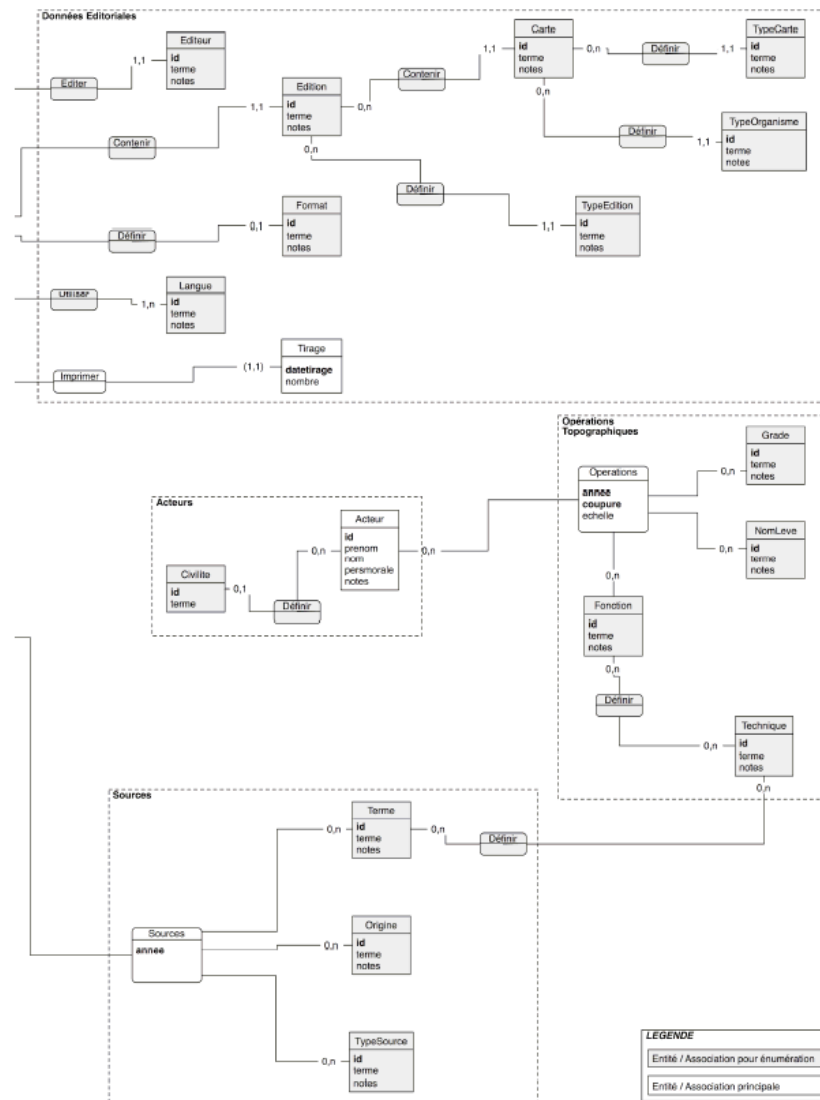 Données Editoriales
Editeur
id
terme
notes
1,1
Editer
Edition
id
terme
notes
1,1
0,n
0,n
Contenir
Contenir
1,1
Carte
id
terme
notes
0,n
0,n
Définir
1,1
TypeCarte
id
terme
notes
Définir
1,1
TypeOrganisme
id
terme
notes
Définir
1,1
TypeEdition
id
terme
notes
Définir
0,1
Format
id
terme
notes
Utiliser
1,n
Langue
id
terme
notes
Imprimer
(1,1)
Tirage
datetirage
nombre
Opérations
Topographiques
Operations
annee
coupure
echelle
0,n
Grade
id
terme
notes
0,n
NomLeve
id
terme
notes
0,n
Fonction
id
terme
notes
0,n
Définir
0,n
Technique
id
terme
notes
0,n
Acteurs
Acteur
id
prenom
nom
persmorale
notes
0,n
0,n
Civilite
id
terme
0,1
Définir
Sources
Sources
annee
0,n
Terme
id
terme
notes
0,n
Définir
0,n
Origine
id
terme
notes
0,n
TypeSource
id
terme
notes
LEGENDE
Entité / Association pour énumération
Entité / Association principale